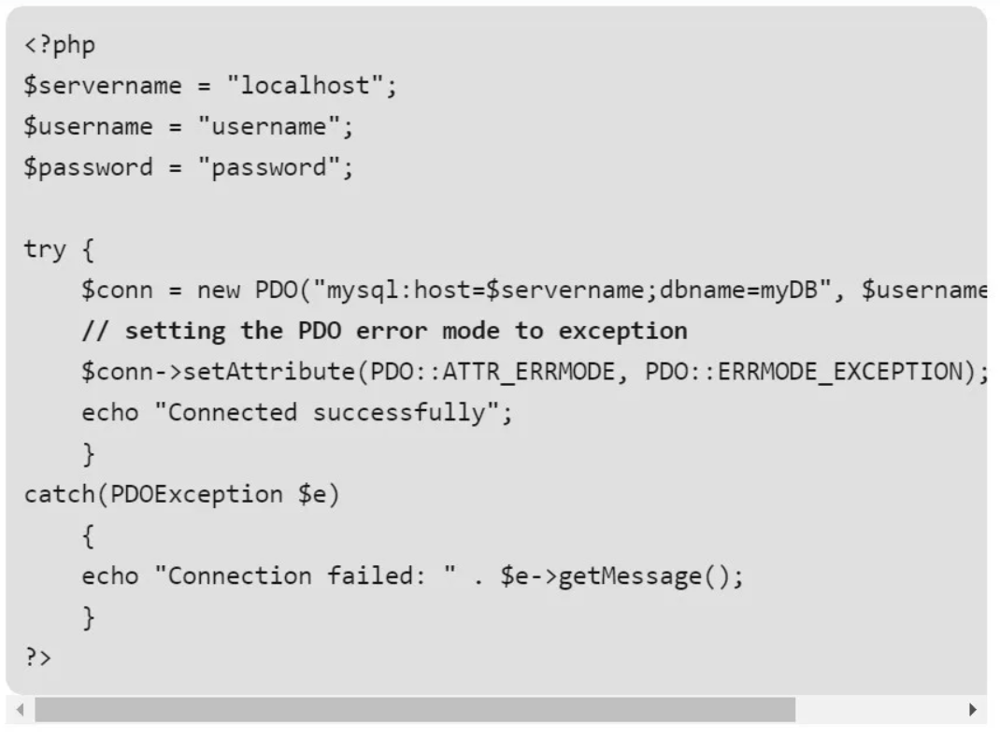 <?php
$servername = "localhost";
$username = "username";
$password = "password";
try {
$conn = new PDO("mysql:host=$servername;dbname=myDB", $username
// setting the PDO error mode to exception
$conn->setAttribute(PDO::ATTR_ERRMODE, PDO::ERRMODE_EXCEPTION);
echo "Connected successfully";
}
catch(PDOException $e)
{
echo "Connection failed: " . $e->getMessage();
}
?>